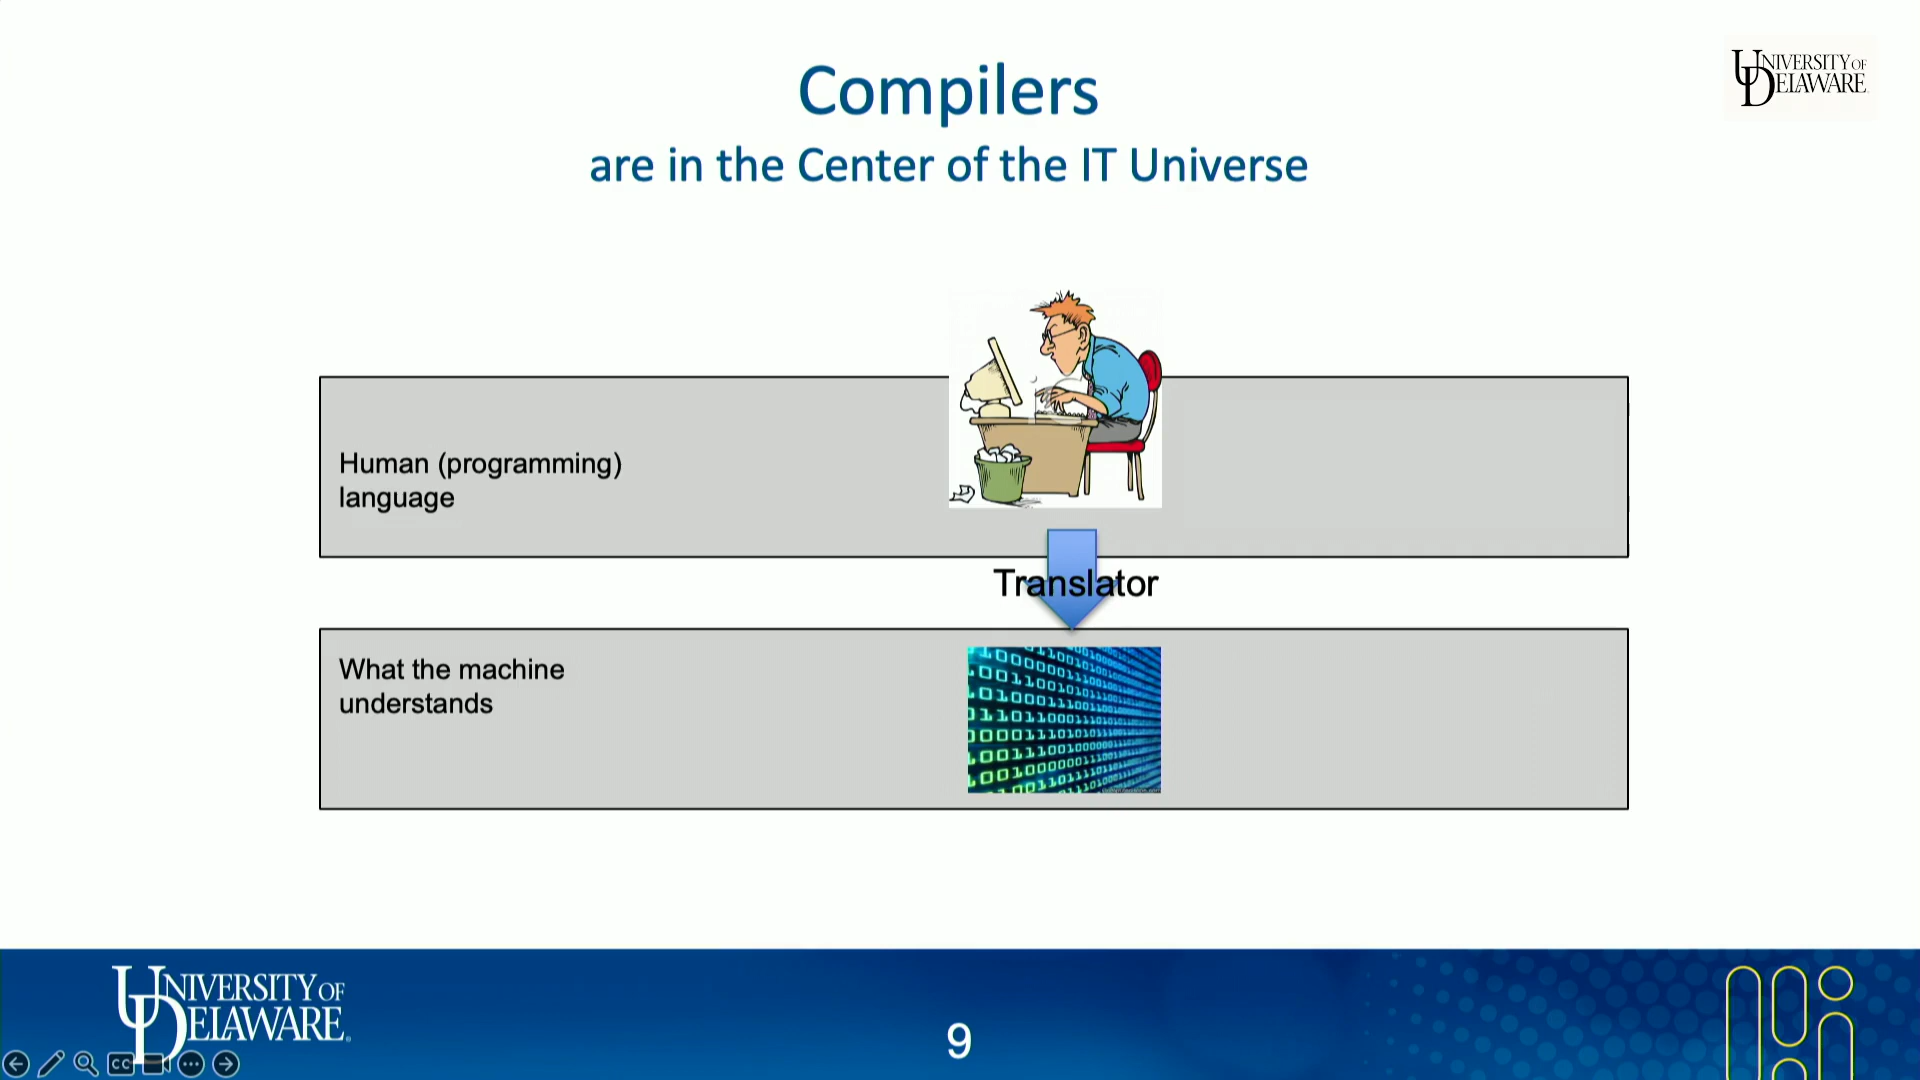 Compilers
are in the Center of the IT Universe
UNIVERSITY OF
DELAWARE
Human (programming)
language
Translator
What the machine
understands
UNIVERSITY OF
DELAWARE
9
CC